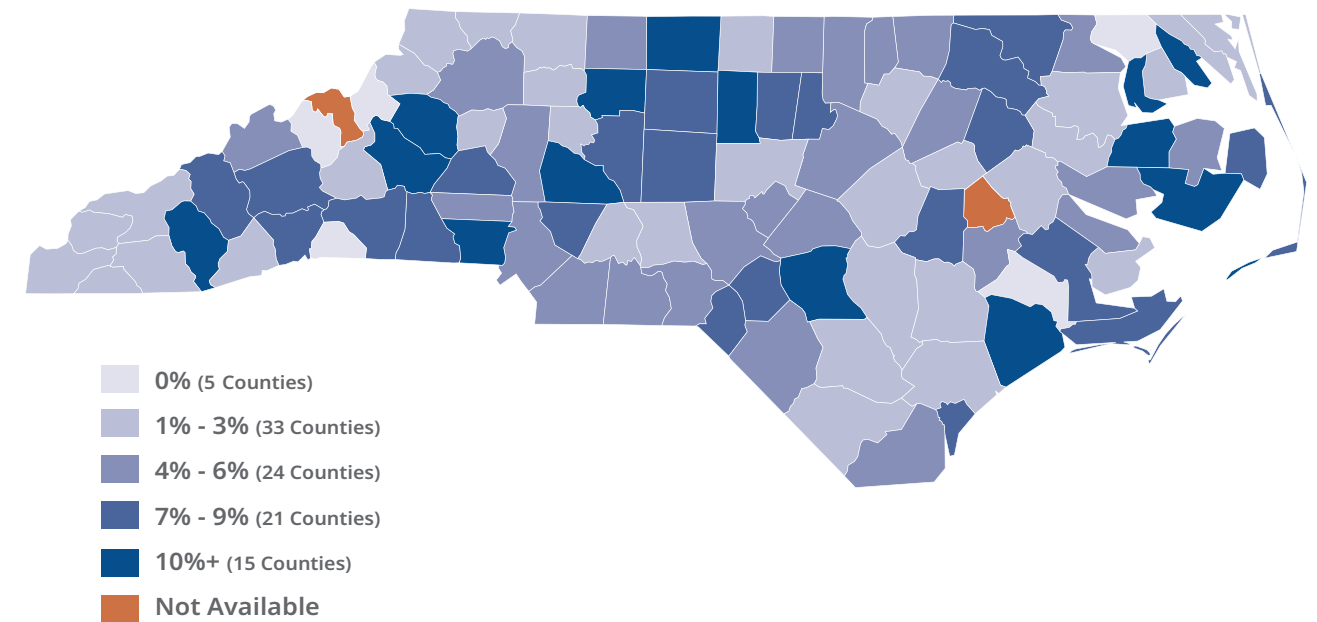 0% (5 Counties)
1% - 3% (33 Counties)
4% - 6% (24 Counties)
7% - 9% (21 Counties)
10%+ (15 Counties)
Not Available